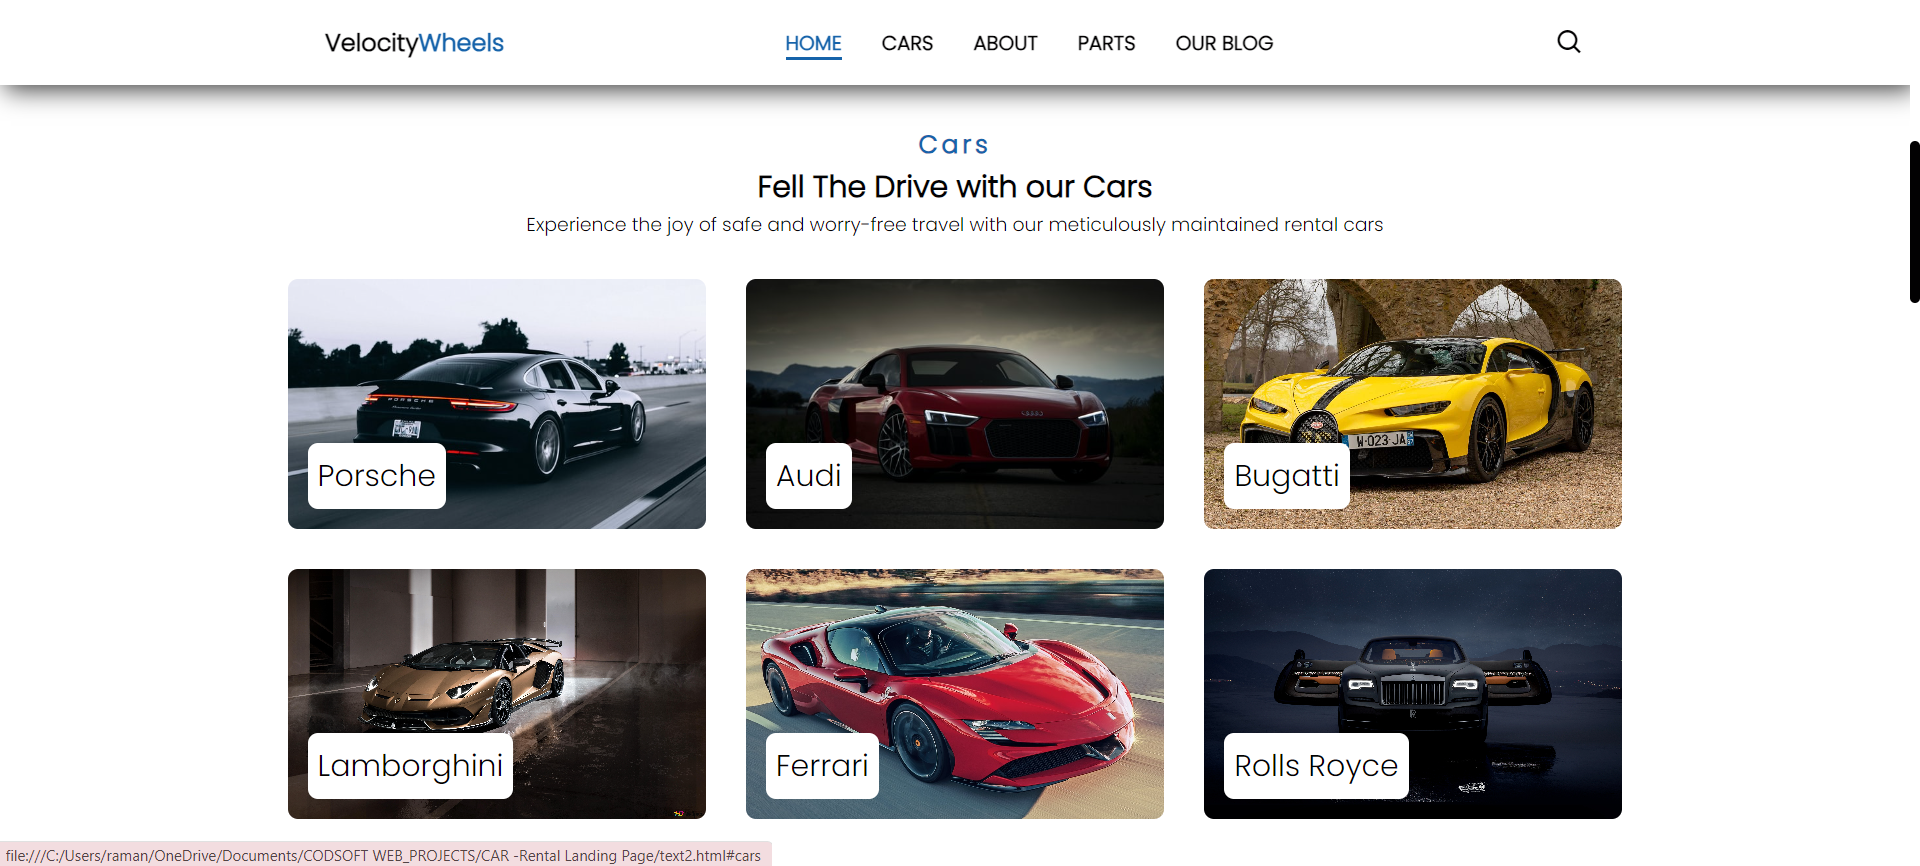 VelocityWheels HOME CARS ABOUT PARTS OUR BLOG
Cars
Fell The Drive with our Cars
Experience the joy of safe and worry-free travel with our meticulously maintained rental cars
PORSCHE
Porsche
Audi
W-023-JA
Bugatti
Lamborghini
Ferrari
Rolls Royce
file:///C:/Users/raman/OneDrive/Documents/CODSOFT WEB_PROJECTS/CAR -Rental Landing Page/text2.html#cars